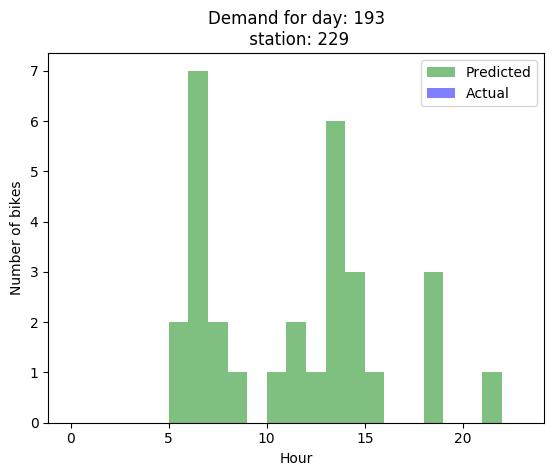 Demand for day: 193
station: 229
Predicted
Actual
Number of bikes
7
6
5
4
3
2
1
0
0
5
10
15
20
Hour